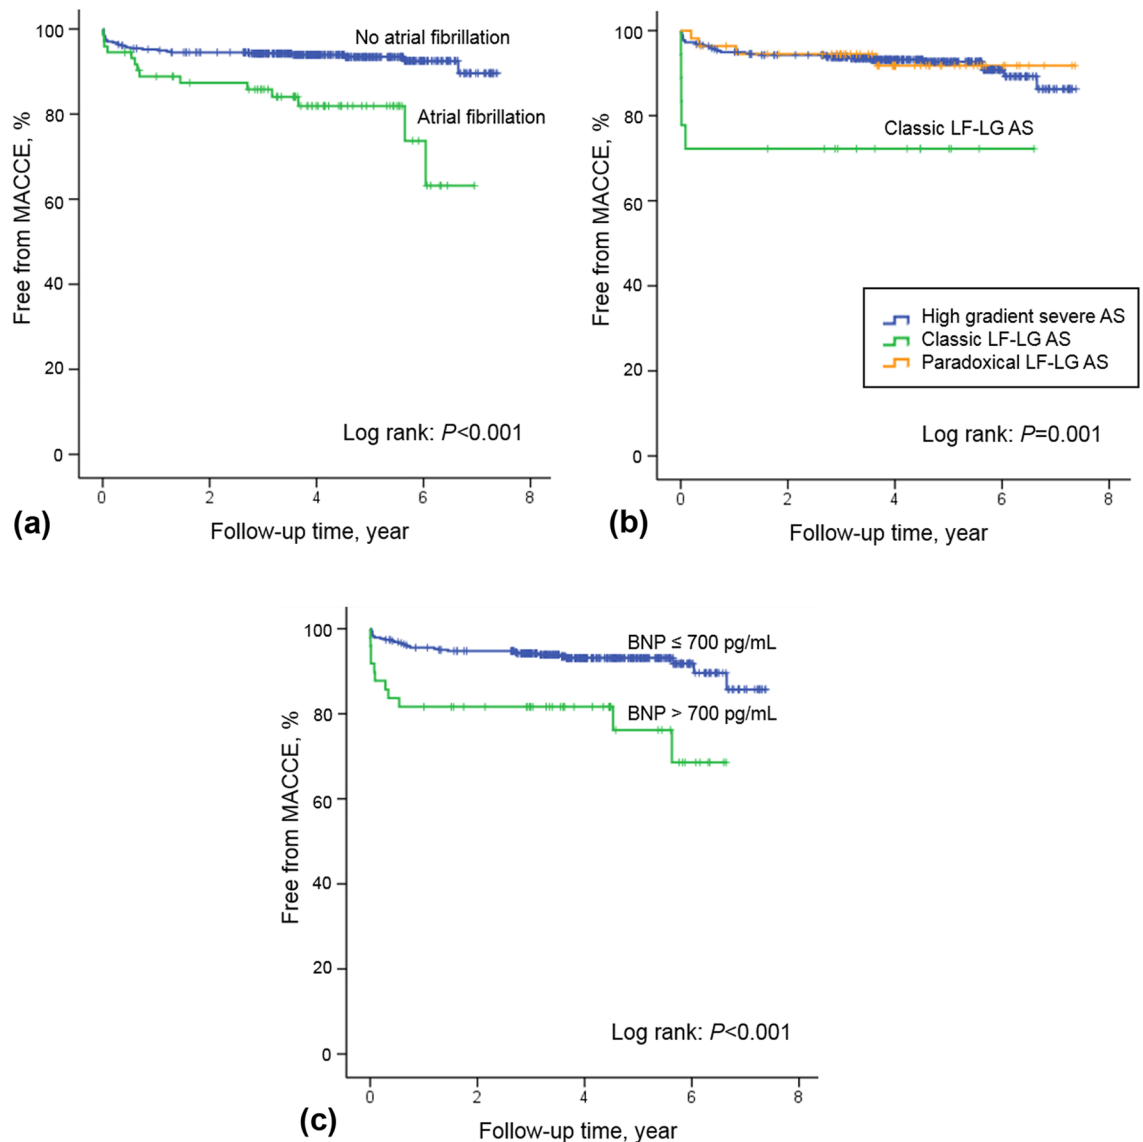 100
80
60
40
20
0
Free from MACCE, %
No atrial fibrillation
Atrial fibrillation
Log rank: P<0.001
0 2 4 6 8
Follow-up time, year
(a)
100
80
60
40
20
0
Free from MACCE, %
Classic LF-LG AS
High gradient severe AS
Classic LF-LG AS
Paradoxical LF-LG AS
Log rank: P=0.001
0 2 4 6 8
Follow-up time, year
(b)
100
80
60
40
20
0
Free from MACCE, %
BNP ≤ 700 pg/mL
BNP > 700 pg/mL
Log rank: P<0.001
0 2 4 6 8
Follow-up time, year
(c)